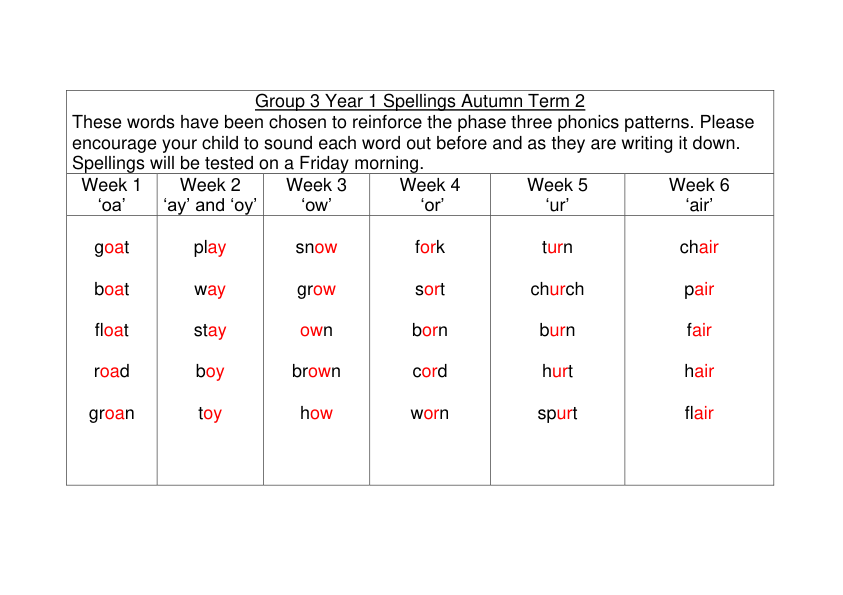 Group 3 Year 1 Spellings Autumn Term 2
These words have been chosen to reinforce the phase three phonics patterns. Please
encourage your child to sound each word out before and as they are writing it down.
Spellings will be tested on a Friday morning.
Week 1 Week 2 Week 3 Week 4 Week 5 Week 6
‘oa’ ‘ay’ and ‘oy’ ‘ow’ ‘or’ ‘ur’ ‘air’
goat play snow fork turn chair
boat way grow sort church pair
float stay own born burn fair
road boy brown cord hurt hair
groan toy how worn spurt flair